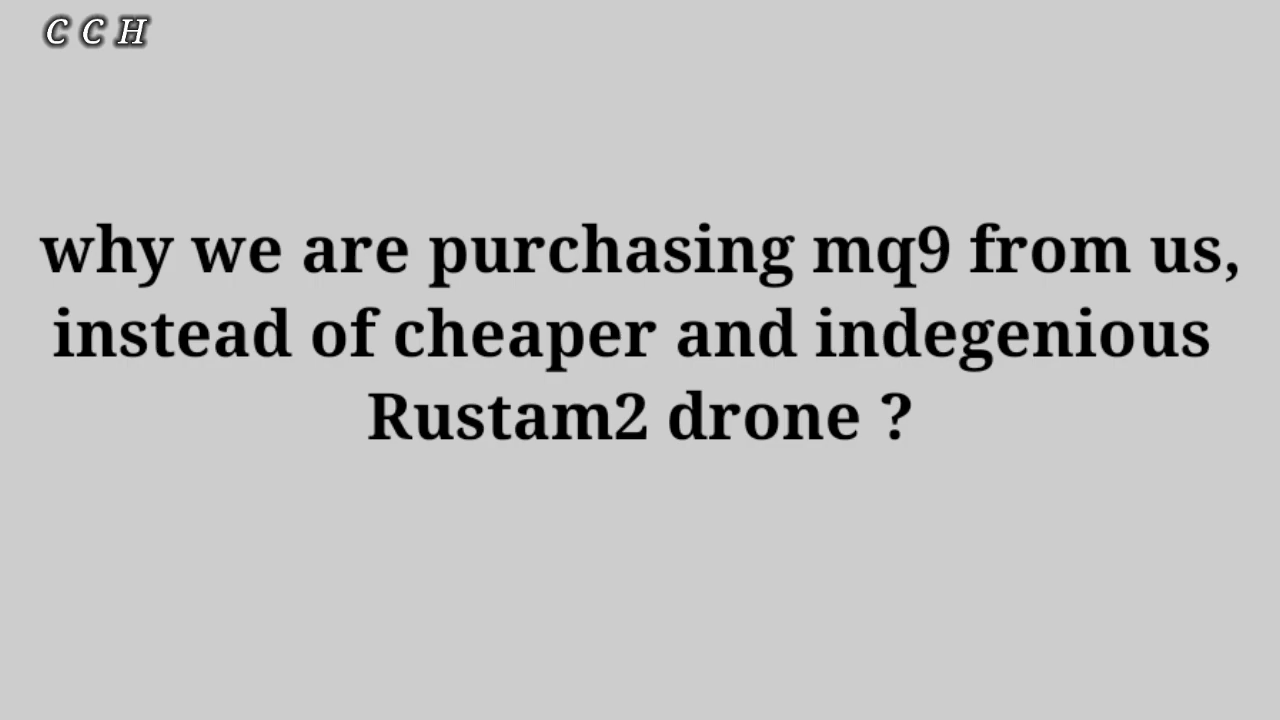 C C H
why we are purchasing mq9 from us,
instead of cheaper and indegenious
Rustam2 drone ?